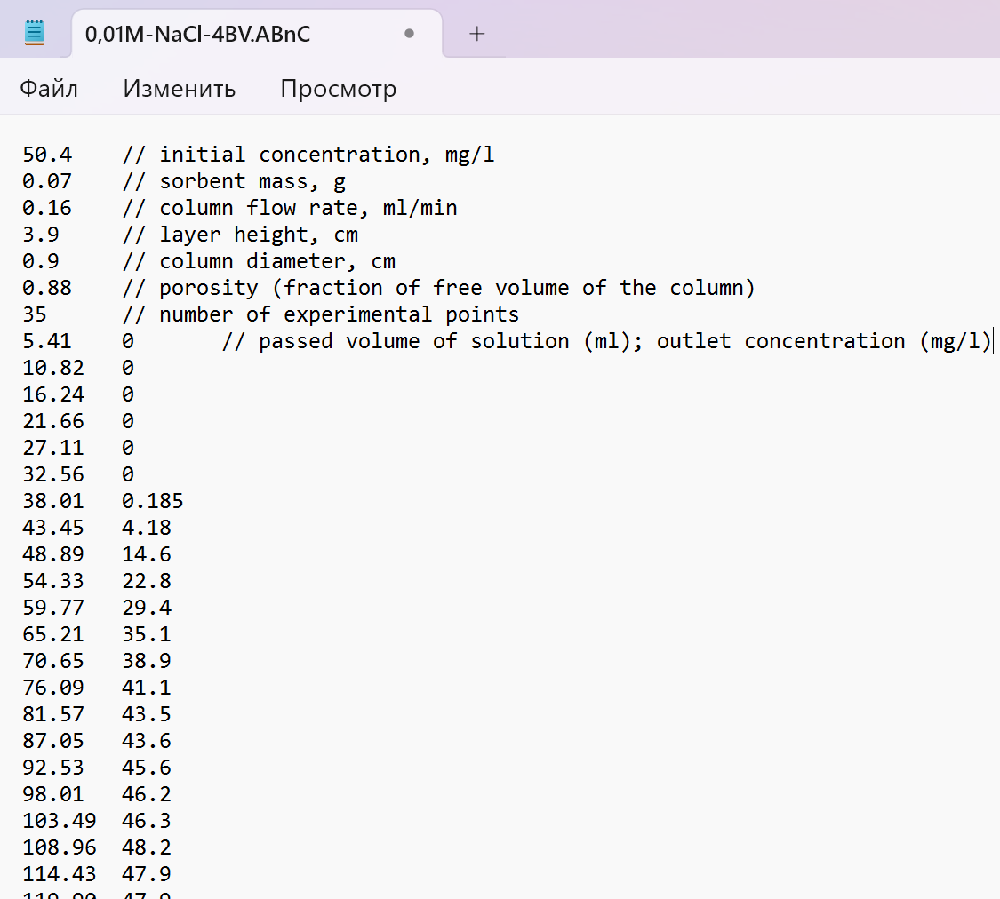 0,01M-NaCl-4BV.ABnC
Файл Изменить Просмотр
50.4 // initial concentration, mg/l
0.07 // sorbent mass, g
0.16 // column flow rate, ml/min
3.9 // layer height, cm
0.9 // column diameter, cm
0.88 // porosity (fraction of free volume of the column)
35 // number of experimental points
5.41 0 // passed volume of solution (ml); outlet concentration (mg/l)
10.82 0
16.24 0
21.66 0
27.11 0
32.56 0
38.01 0.185
43.45 4.18
48.89 14.6
54.33 22.8
59.77 29.4
65.21 35.1
70.65 38.9
76.09 41.1
81.57 43.5
87.05 43.6
92.53 45.6
98.01 46.2
103.49 46.3
108.96 48.2
114.43 47.9